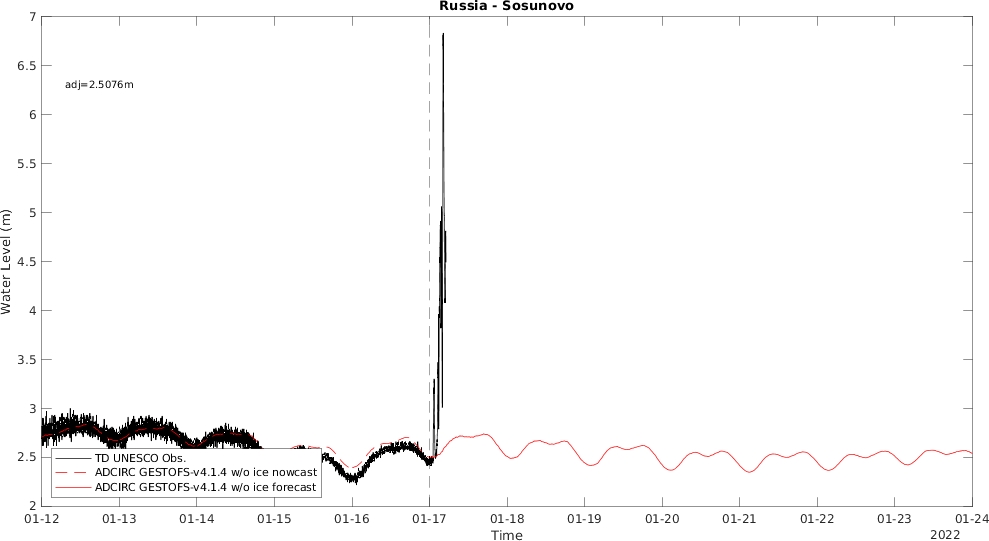 Russia - Sosunovo
7
6.5
6
5.5
5
4.5
4
3.5
3
2.5
2
Water Level (m)
adj=2.5076m
TD UNESCO Obs.
ADCIRC GESTOFS-v4.1.4 w/o ice nowcast
ADCIRC GESTOFS-v4.1.4 w/o ice forecast
01-12 01-13 01-14 01-15 01-16 01-17 01-18 01-19 01-20 01-21 01-22 01-23 01-24
Time
2022